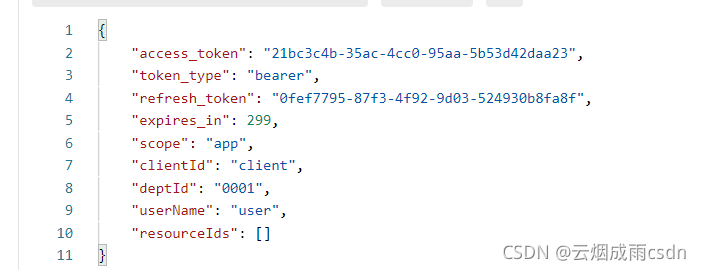 1 {
2 "access_token": "21bc3c4b-35ac-4cc0-95aa-5b53d42daa23",
3 "token_type": "bearer",
4 "refresh_token": "0fef7795-87f3-4f92-9d03-524930b8fa8f",
5 "expires_in": 299,
6 "scope": "app",
7 "clientId": "client",
8 "deptId": "0001",
9 "userName": "user",
10 "resourceIds": []
11 }
CSDN @云烟成雨csdn